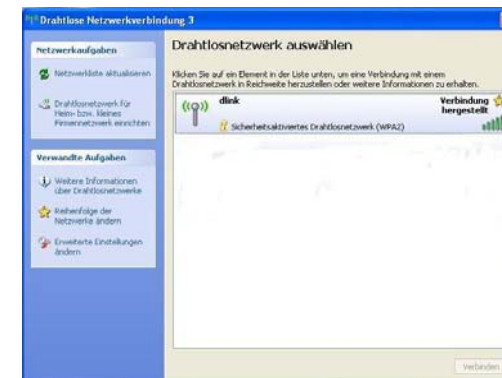 Drahtlose Netzwerkverbindung 3
Netzwerkaufgaben
Netzwerkliste aktualisieren
Drahtlosnetzwerk für
Heim- bzw. kleines
Firmennetzwerk einrichten
Verwandte Aufgaben
Weitere Informationen
über Drahtlosnetzwerke
Reihenfolge der
Netzwerke ändern
Erweiterte Einstellungen
ändern
Drahtlosnetzwerk auswählen
Klicken Sie auf ein Element in der Liste unten, um eine Verbindung mit einem
Drahtlosnetzwerk in Reichweite herzustellen oder weitere Informationen zu erhalten.
dlink
Verbindung
hergestellt
Sicherheitsaktiviertes Drahtlosnetzwerk (WPA2)
Verbinden